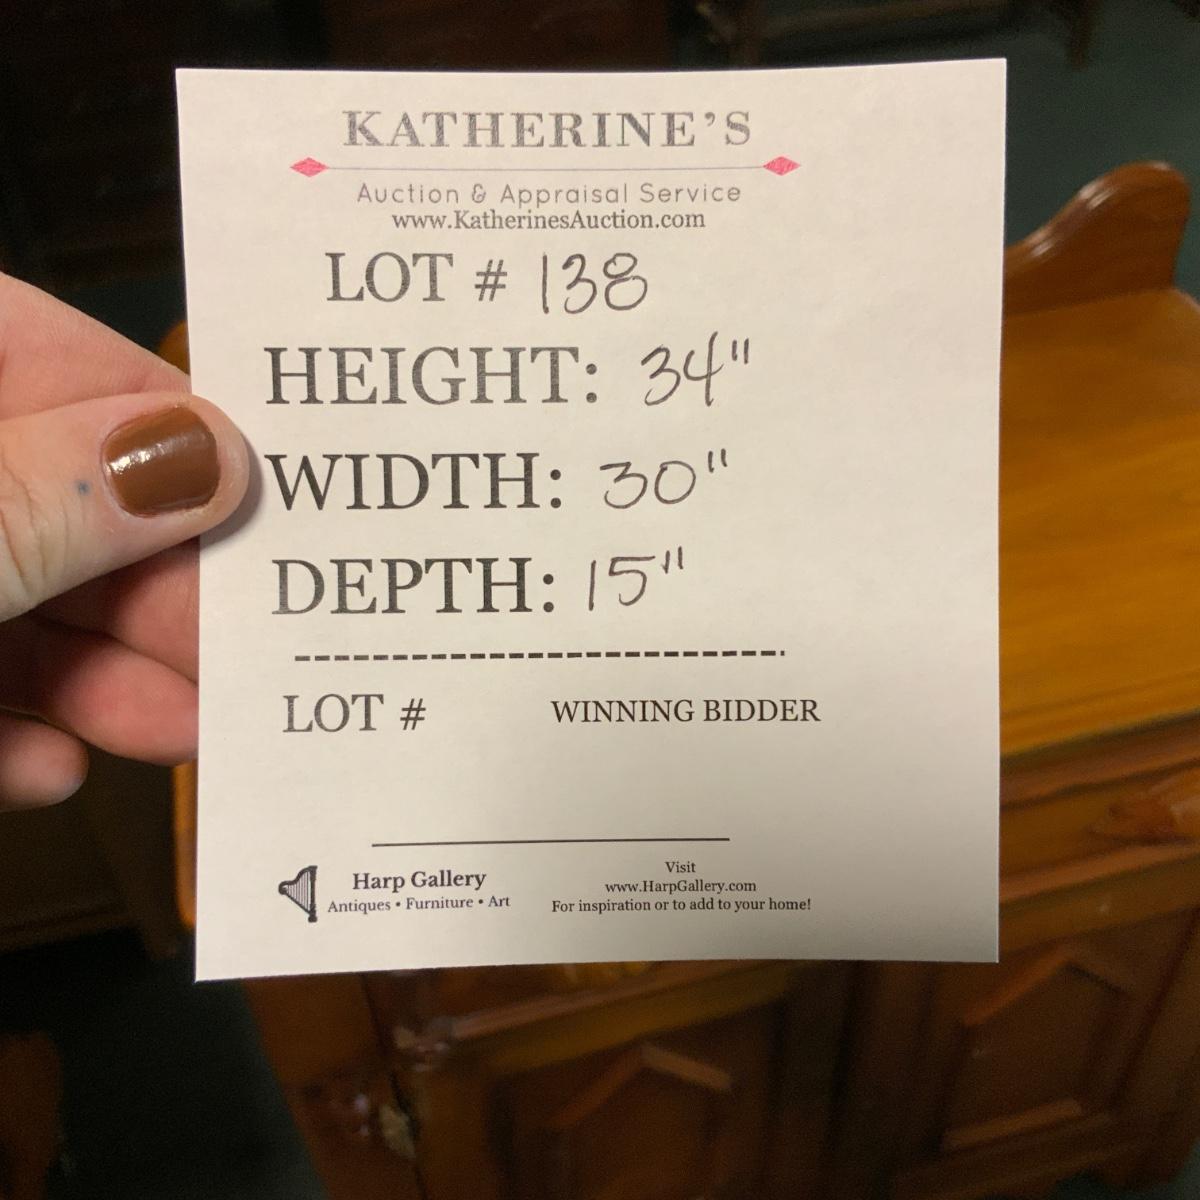 KATHERINE'S
Auction & Appraisal Service
www.KatherinesAuction.com
LOT # 138
HEIGHT: 34"
WIDTH: 30"
DEPTH: 15"
LOT # WINNING BIDDER
Harp Gallery
Antiques • Furniture • Art
Visit
www.HarpGallery.com
For inspiration or to add to your home!